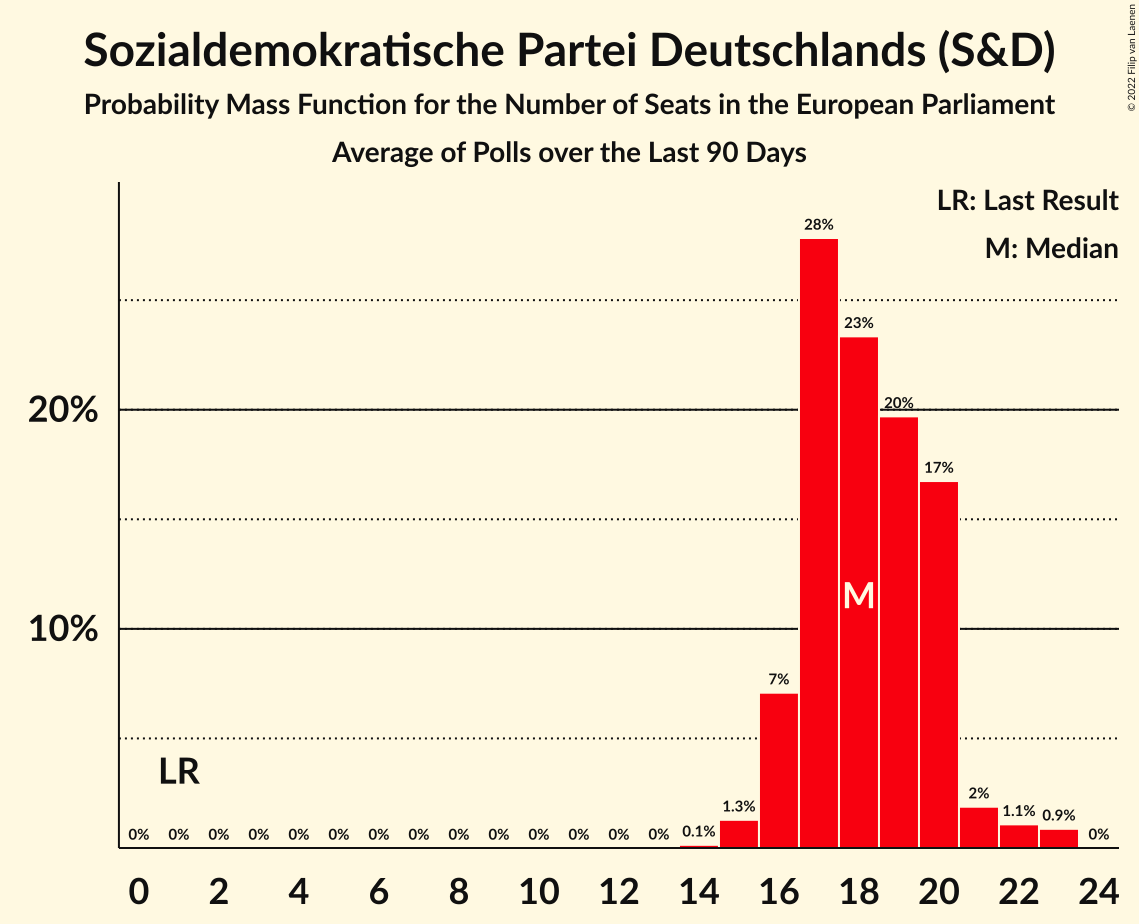 Sozialdemokratische Partei Deutschlands (S&D)
Probability Mass Function for the Number of Seats in the European Parliament
Average of Polls over the Last 90 Days
© 2022 Filip van Laenen
LR: Last Result
M: Median
28%
23%
20%
20%
17%
M
10%
7%
LR
0% 0% 0% 0% 0% 0% 0% 0% 0% 0% 0% 0% 0% 0% 0.1% 1.3% 2% 1.1% 0.9% 0%
0 2 4 6 8 10 12 14 16 18 20 22 24